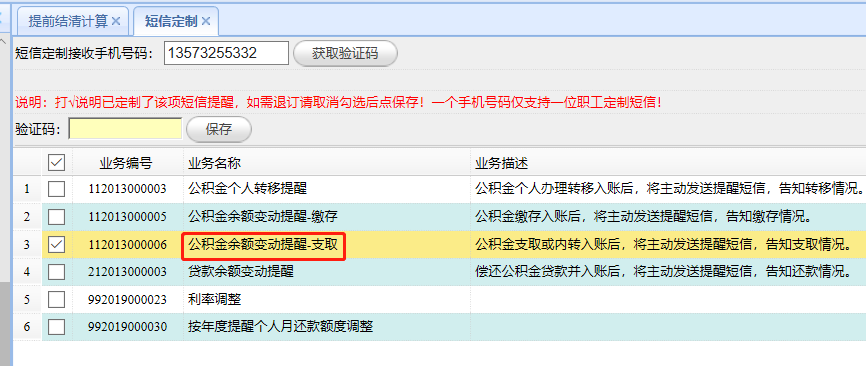 提前结清计算 短信定制
短信定制接收手机号码： 13573255332 获取验证码
说明：打√说明已定制了该项短信提醒，如需退订请取消勾选后点保存！一个手机号码仅支持一位职工定制短信！
验证码： 保存
业务编号 业务名称 业务描述
1 112013000003 公积金个人转移提醒 公积金个人办理转移入账后，将主动发送提醒短信，告知转移情况。
2 112013000005 公积金余额变动提醒-缴存 公积金缴存入账后，将主动发送提醒短信，告知缴存情况。
3 112013000006 公积金余额变动提醒-支取 公积金支取或内转入账后，将主动发送提醒短信，告知支取情况。
4 212013000003 贷款余额变动提醒 偿还公积金贷款并入账后，将主动发送提醒短信，告知还款情况。
5 992019000023 利率调整
6 992019000030 按年度提醒个人月还款额度调整